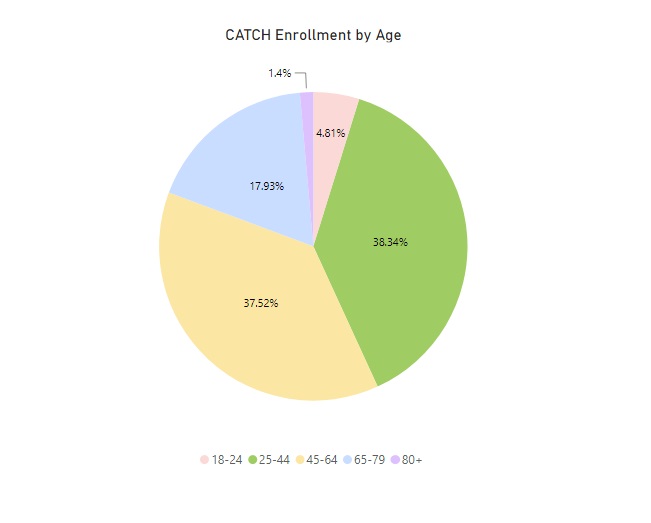 CATCH Enrollment by Age
1.4%
4.81%
17.93%
38.34%
37.52%
18-24 25-44 45-64 65-79 80+